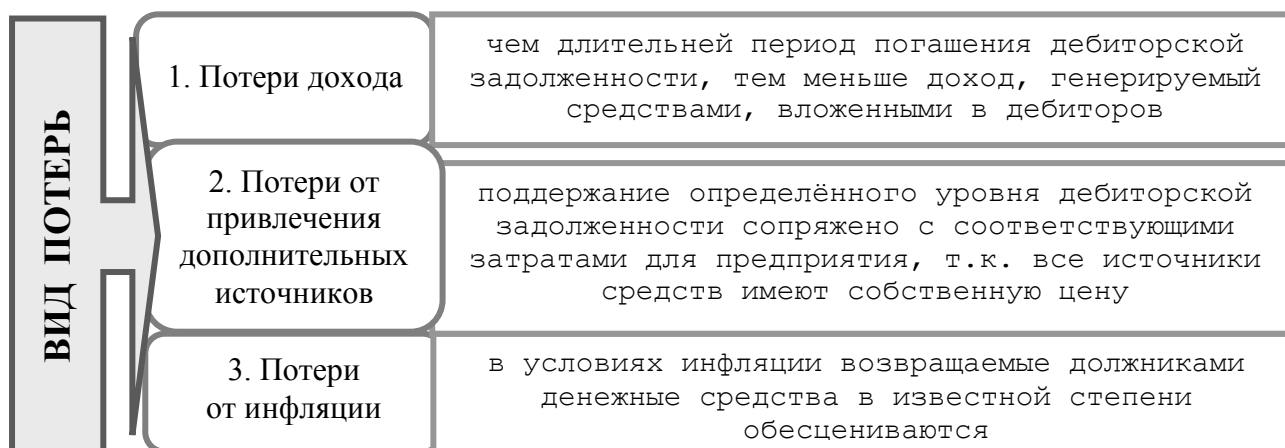 ВИД ПОТЕРЬ
1. Потери дохода
чем длительней период погашения дебиторской
задолженности, тем меньше доход, генерируемый
средствами, вложенными в дебиторов
2. Потери от
привлечения
дополнительных
источников
поддержание определённого уровня дебиторской
задолженности сопряжено с соответствующими
затратами для предприятия, т.к. все источники
средств имеют собственную цену
3. Потери
от инфляции
в условиях инфляции возвращаемые должниками
денежные средства в известной степени
обесцениваются